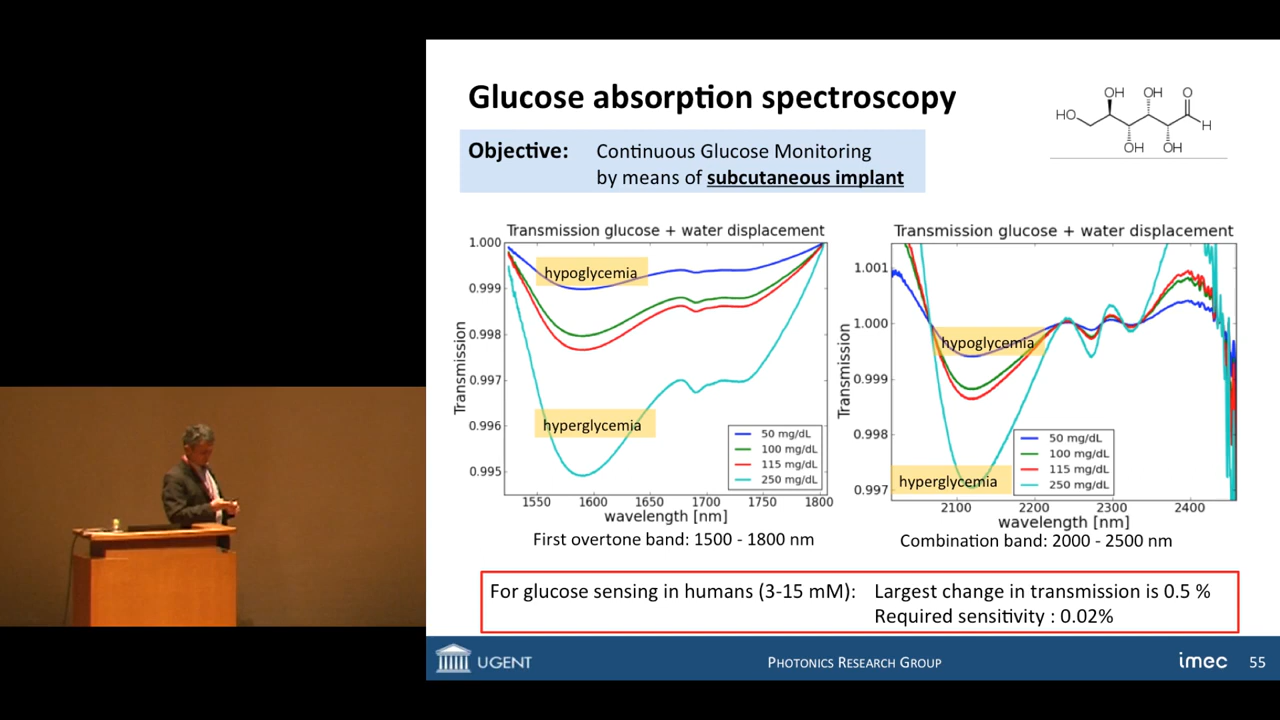 Glucose absorption spectroscopy
OH OH O
HO H
OH OH
Objective: Continuous Glucose Monitoring
by means of subcutaneous implant
Transmission glucose + water displacement
1.000
0.999
0.998
0.997
0.996
0.995
Transmission
hypoglycemia
hyperglycemia
50 mg/dL
100 mg/dL
115 mg/dL
250 mg/dL
1550 1600 1650 1700 1750 1800
wavelength [nm]
First overtone band: 1500 - 1800 nm
Transmission glucose + water displacement
1.001
1.000
0.999
0.998
0.997
Transmission
hypoglycemia
hyperglycemia
50 mg/dL
100 mg/dL
115 mg/dL
250 mg/dL
2100 2200 2300 2400
wavelength [nm]
Combination band: 2000 - 2500 nm
For glucose sensing in humans (3-15 mM): Largest change in transmission is 0.5 %
Required sensitivity : 0.02%
UGENT PHOTONICS RESEARCH GROUP imec 55